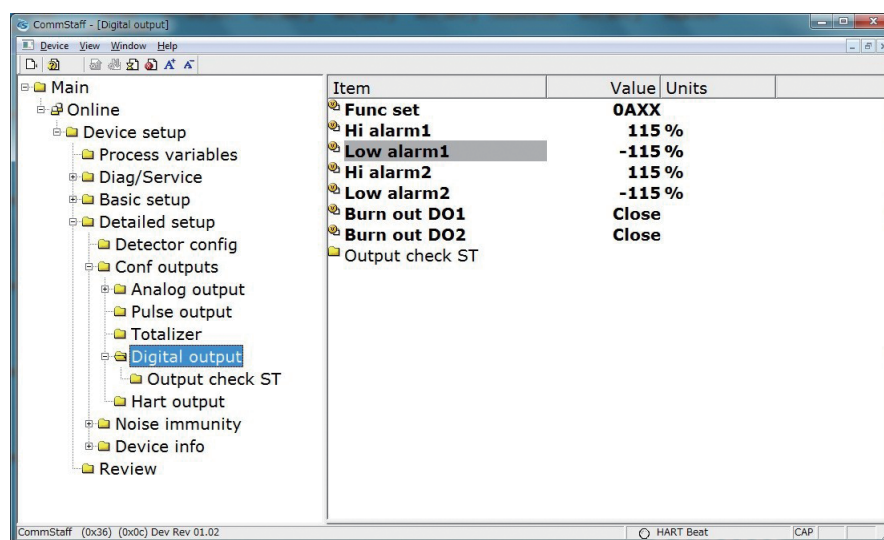 CommStaff - [Digital output]
Device View Window Help
Main
Online
Device setup
Process variables
Diag/Service
Basic setup
Detailed setup
Detector config
Conf outputs
Analog output
Pulse output
Totalizer
Digital output
Output check ST
Hart output
Noise immunity
Device info
Review
Item Value Units
Func set 0AXX
Hi alarm1 115 %
Low alarm1 -115 %
Hi alarm2 115 %
Low alarm2 -115 %
Burn out DO1 Close
Burn out DO2 Close
Output check ST
CommStaff (0x36) (0x0c) Dev Rev 01.02 HART Beat CAP